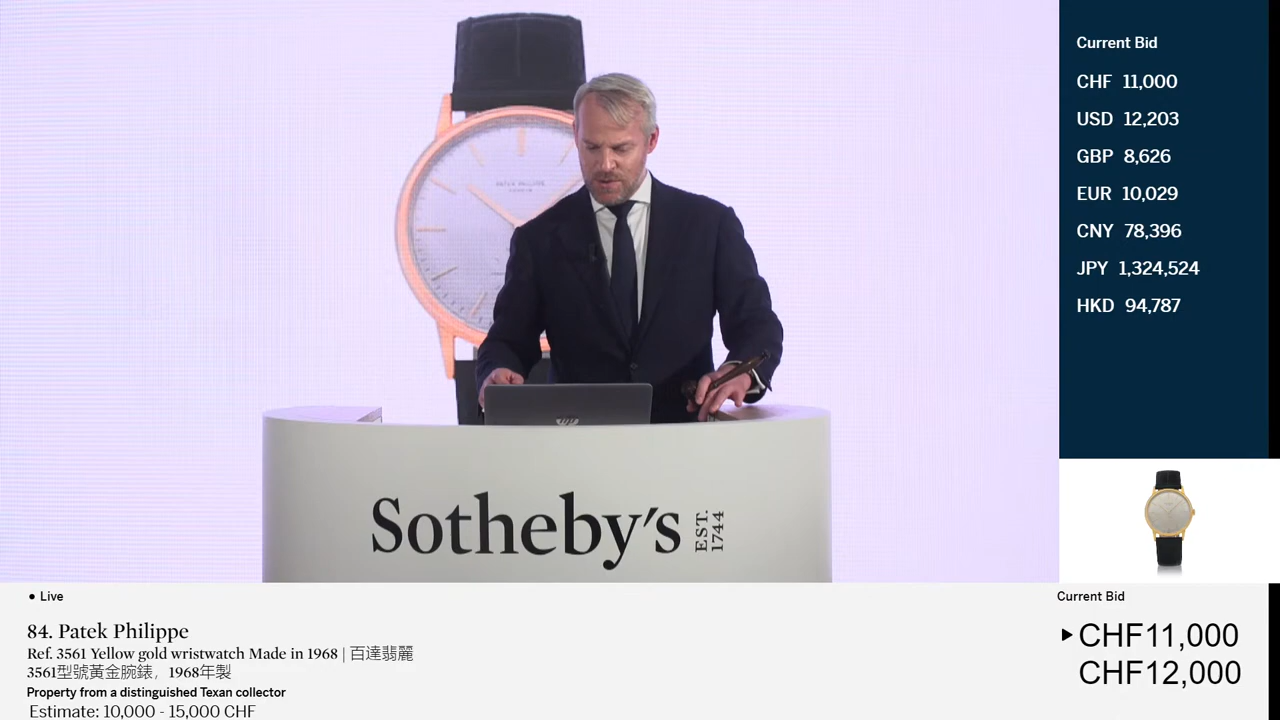 Current Bid
CHF 11,000
USD 12,203
GBP 8,626
EUR 10,029
CNY 78,396
JPY 1,324,524
HKD 94,787
PATEK PHILIPPE
Sotheby's EST. 1744
• Live
84. Patek Philippe
Ref. 3561 Yellow gold wristwatch Made in 1968 | 百達翡麗
3561型號黃金腕錶，1968年製
Property from a distinguished Texan collector
Estimate: 10,000 - 15,000 CHF
Current Bid
CHF11,000
CHF12,000